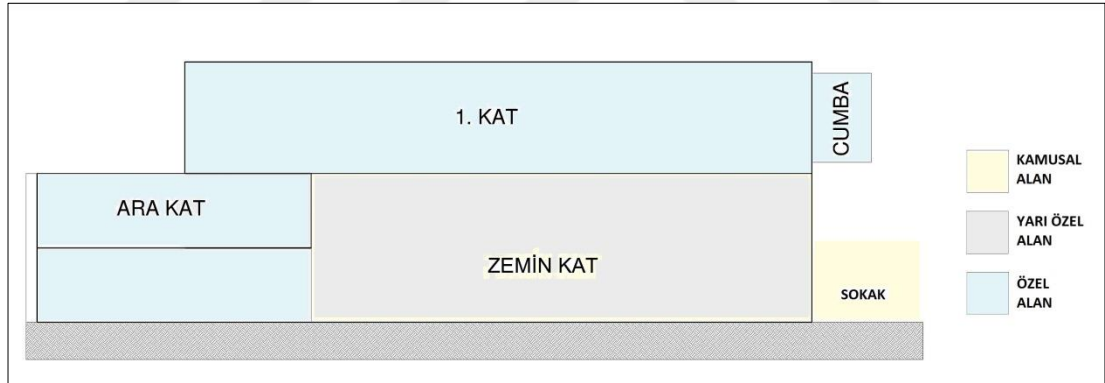 1. KAT
CUMBA
ARA KAT
ZEMİN KAT
SOKAK
KAMUSAL
ALAN
YARI ÖZEL
ALAN
ÖZEL
ALAN